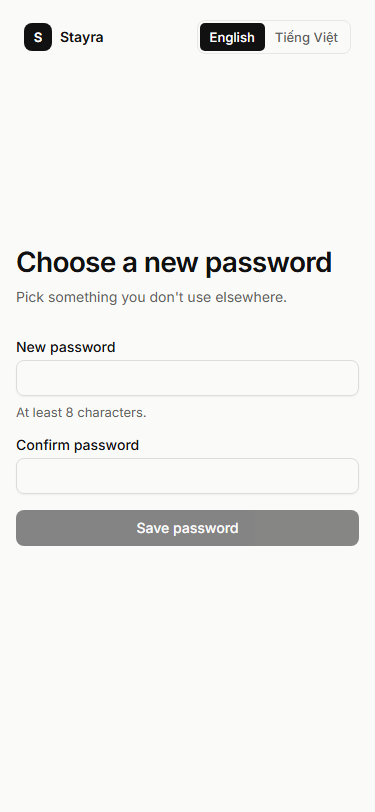 S Stayra English Tiếng Việt
Choose a new password
Pick something you don't use elsewhere.
New password
At least 8 characters.
Confirm password
Save password